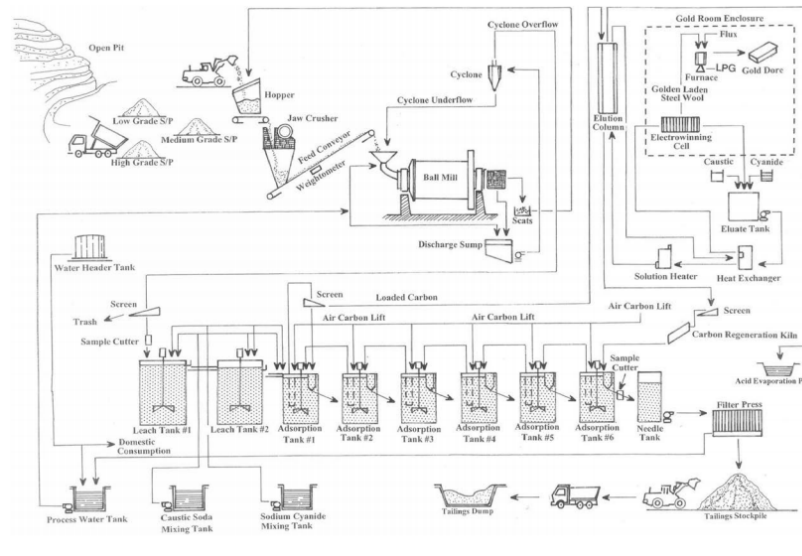 Open Pit
Low Grade S/P
Medium Grade S/P
High Grade S/P
Hopper
Jaw Crusher
Feed Conveyor
Weightometer
Cyclone Overflow
Cyclone
Cyclone Underflow
Ball Mill
Scats
Discharge Sump
Elution
Column
Gold Room Enclosure
Flux
LPG
Furnace
Gold Dore
Golden Laden
Steel Wool
Electrowinning
Cell
Caustic
Cyanide
Eluate Tank
Heat Exchanger
Solution Heater
Water Header Tank
Screen
Trash
Sample Cutter
Screen
Loaded Carbon
Air Carbon Lift
Air Carbon Lift
Air Carbon Lift
Screen
Carbon Regeneration Kiln
Sample
Cutter
Acid Evaporation P
Leach Tank #1
Leach Tank #2
Adsorption
Tank #1
Adsorption
Tank #2
Adsorption
Tank #3
Adsorption
Tank #4
Adsorption
Tank #5
Adsorption
Tank #6
Needle
Tank
Filter Press
Domestic
Consumption
Process Water Tank
Caustic Soda
Mixing Tank
Sodium Cyanide
Mixing Tank
Tailings Dump
Tailings Stockpile